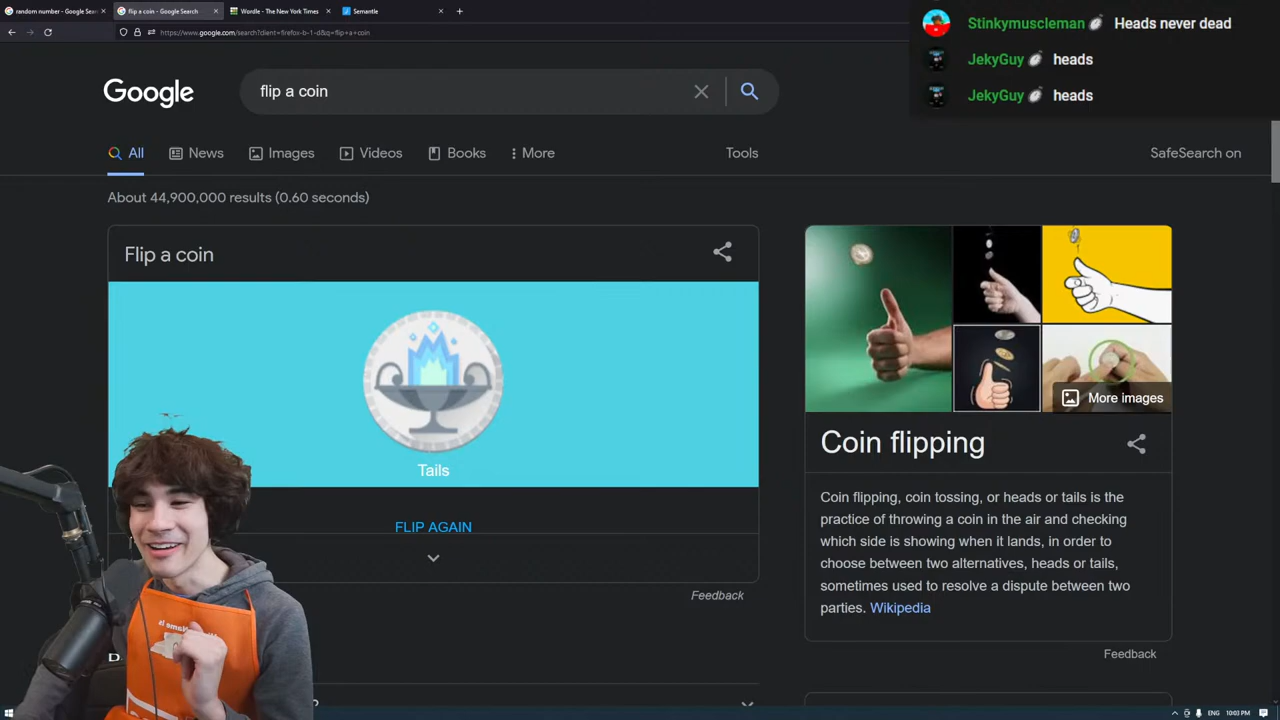 random number - Google Sea
flip a coin - Google Search
Wordle - The New York Times
Semantle
https://www.google.com/search?client=firefox-b-1-d&q=flip+a+coin
Stinkymuscleman Heads never dead
JekyGuy heads
JekyGuy heads
Google
flip a coin
All
News
Images
Videos
Books
More
Tools
SafeSearch on
About 44,900,000 results (0.60 seconds)
Flip a coin
Tails
FLIP AGAIN
Feedback
More images
Coin flipping
Coin flipping, coin tossing, or heads or tails is the
practice of throwing a coin in the air and checking
which side is showing when it lands, in order to
choose between two alternatives, heads or tails,
sometimes used to resolve a dispute between two
parties. Wikipedia
Feedback
ENG
10:03 PM